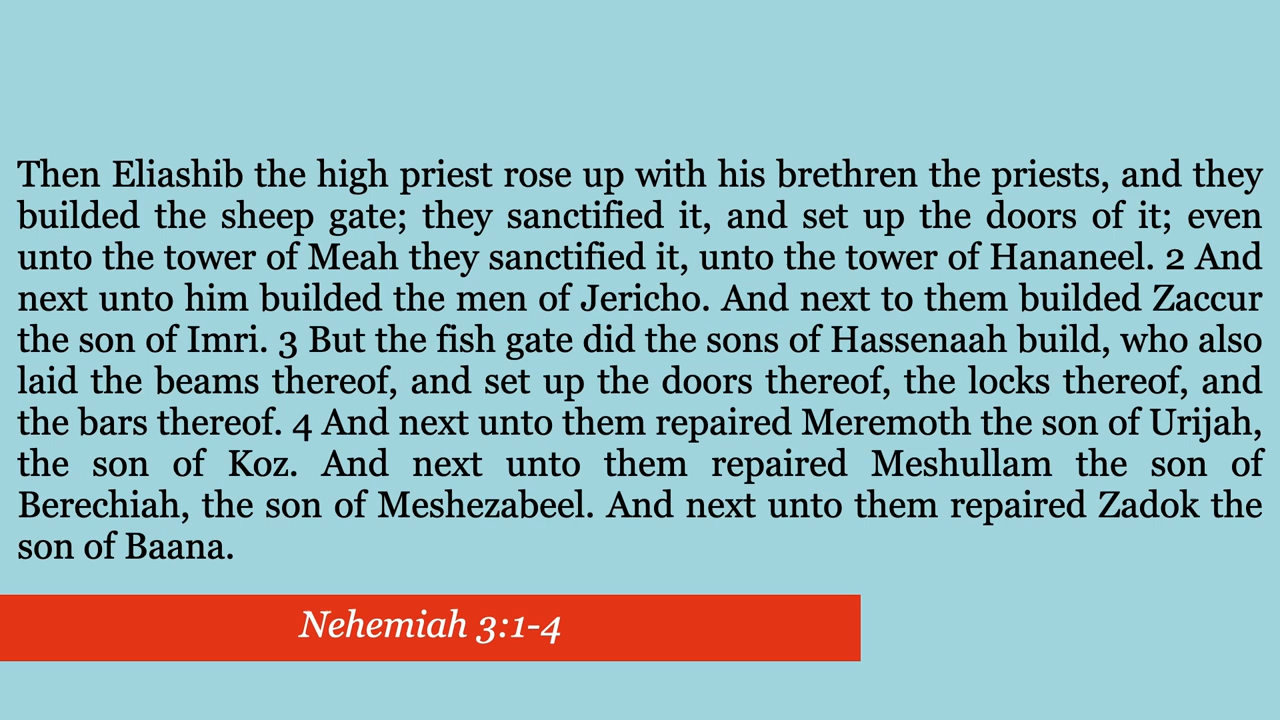 Then Eliashib the high priest rose up with his brethren the priests, and they
builded the sheep gate; they sanctified it, and set up the doors of it; even
unto the tower of Meah they sanctified it, unto the tower of Hananeel. 2 And
next unto him builded the men of Jericho. And next to them builded Zaccur
the son of Imri. 3 But the fish gate did the sons of Hassenaah build, who also
laid the beams thereof, and set up the doors thereof, the locks thereof, and
the bars thereof. 4 And next unto them repaired Meremoth the son of Urijah,
the son of Koz. And next unto them repaired Meshullam the son of
Berechiah, the son of Meshezabeel. And next unto them repaired Zadok the
son of Baana.
Nehemiah 3:1-4